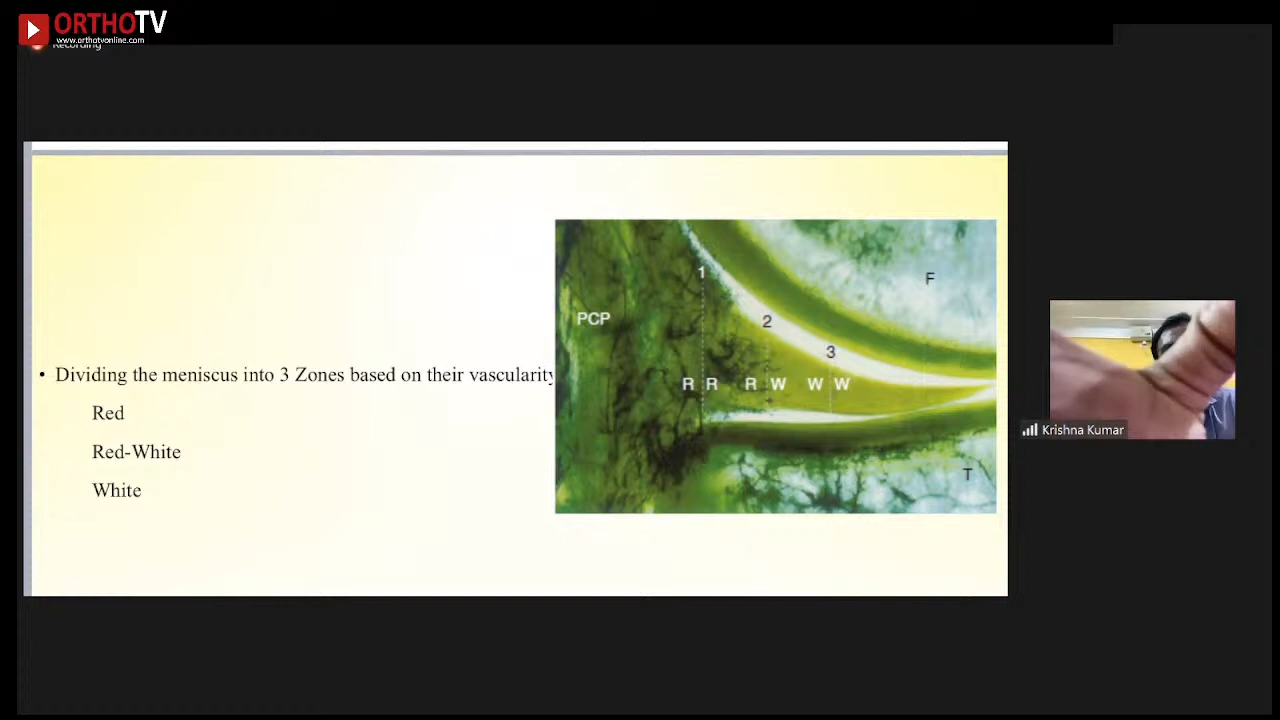 ORTHOTV
www.orthotvonline.com
Recording
• Dividing the meniscus into 3 Zones based on their vascularity
Red
Red-White
White
1
F
PCP
2
3
R R R W W W
T
Krishna Kumar